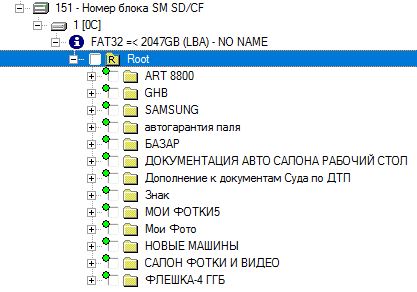 151 - Номер блока SM SD/CF
1 [0C]
FAT32 =< 2047GB (LBA) - NO NAME
Root
ART 8800
GHB
SAMSUNG
автогарантия паля
БАЗАР
ДОКУМЕНТАЦИЯ АВТО САЛОНА РАБОЧИЙ СТОЛ
Дополнение к документам Суда по ДТП
Знак
МОИ ФОТКИ5
Мои Фото
НОВЫЕ МАШИНЫ
САЛОН ФОТКИ И ВИДЕО
ФЛЕШКА-4 ГГБ